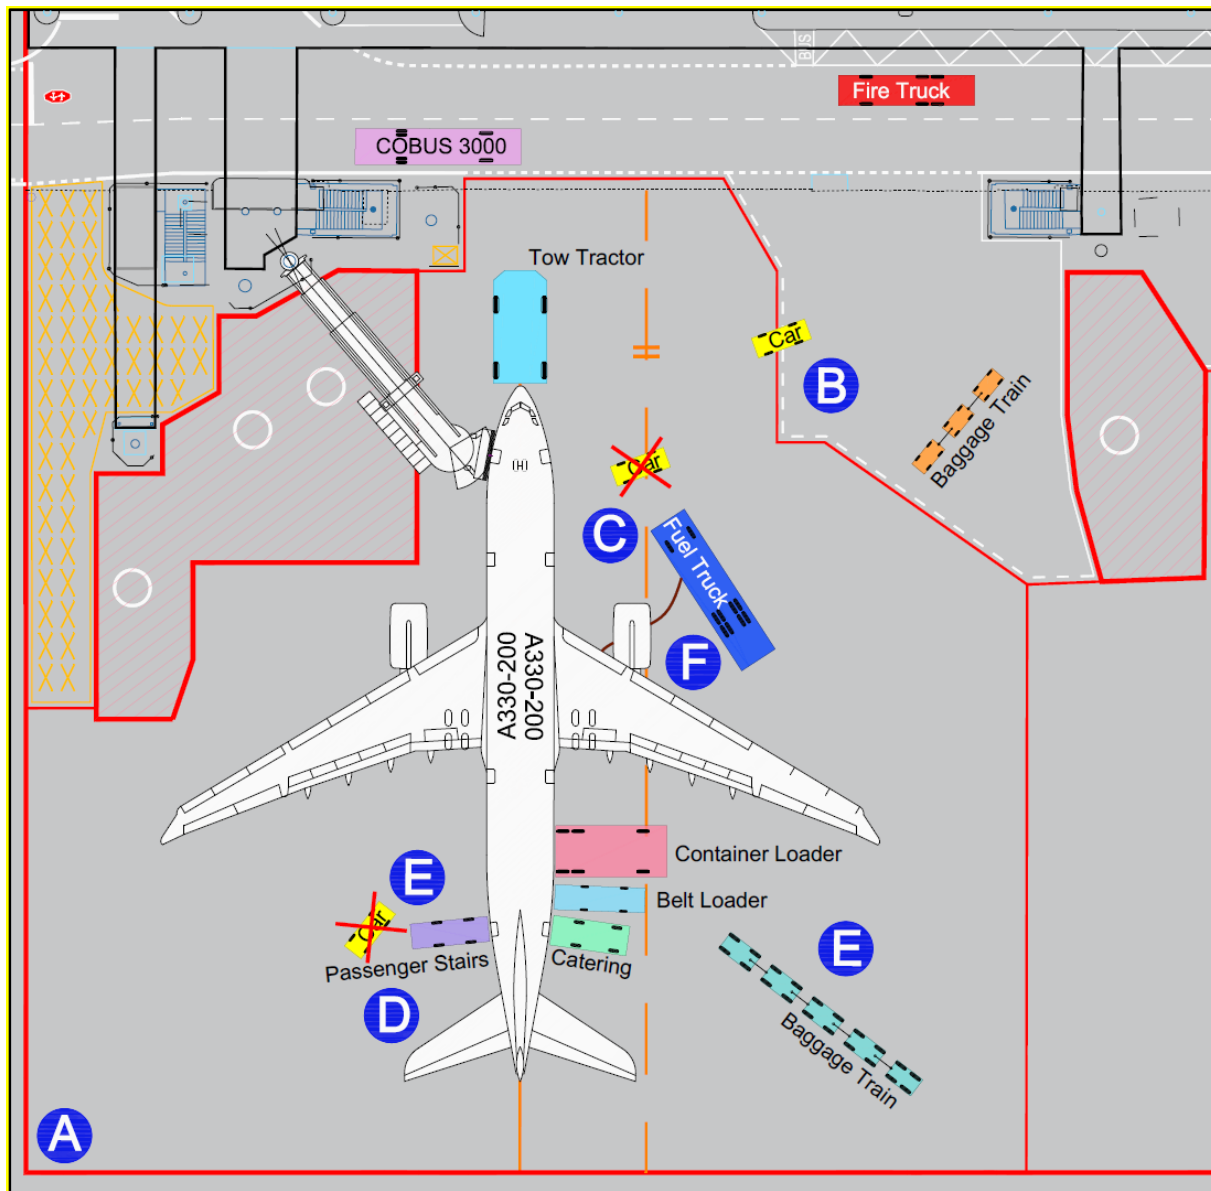 BUS
Fire Truck
COBUS 3000
Tow Tractor
Car
B
Baggage Train
Car
C
Fuel Truck
F
A330-200
A330-200
Container Loader
E
Belt Loader
Car
Passenger Stairs
Catering
E
D
Baggage Train
A